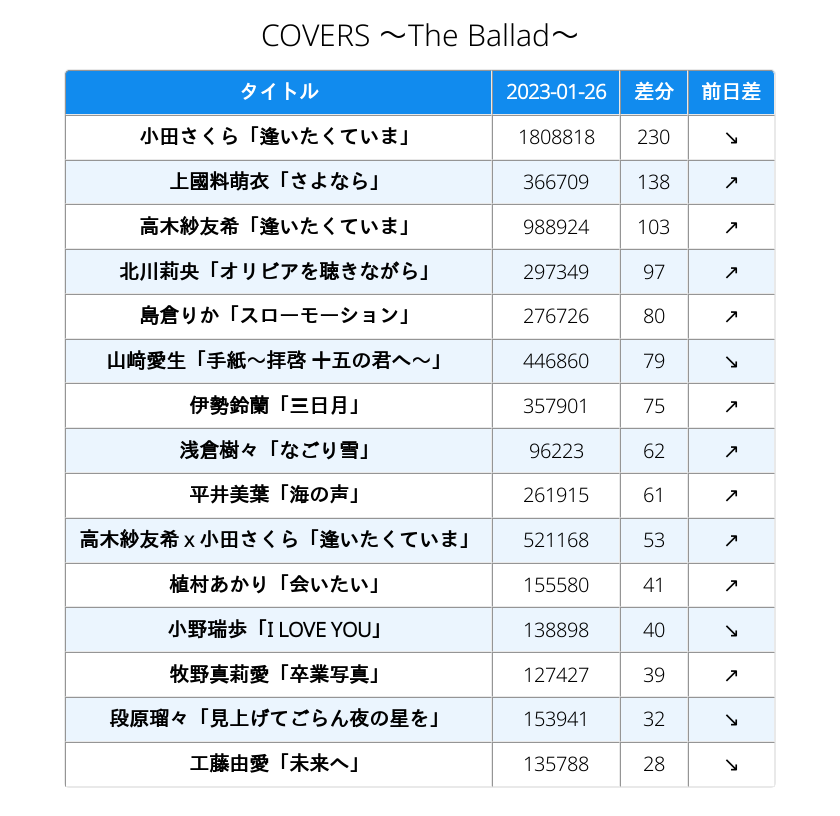 COVERS 〜The Ballad〜
タイトル 2023-01-26 差分 前日差
小田さくら「逢いたくていま」 1808818 230 ↘
上國料萌衣「さよなら」 366709 138 ↗
高木紗友希「逢いたくていま」 988924 103 ↗
北川莉央「オリビアを聴きながら」 297349 97 ↗
島倉りか「スローモーション」 276726 80 ↗
山﨑愛生「手紙〜拝啓 十五の君へ〜」 446860 79 ↘
伊勢鈴蘭「三日月」 357901 75 ↗
浅倉樹々「なごり雪」 96223 62 ↗
平井美葉「海の声」 261915 61 ↗
高木紗友希 x 小田さくら「逢いたくていま」 521168 53 ↗
植村あかり「会いたい」 155580 41 ↗
小野瑞歩「I LOVE YOU」 138898 40 ↘
牧野真莉愛「卒業写真」 127427 39 ↗
段原瑠々「見上げてごらん夜の星を」 153941 32 ↘
工藤由愛「未来へ」 135788 28 ↘